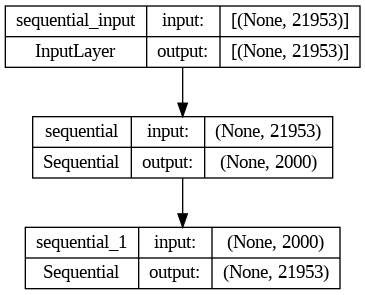 sequential_input input: [(None, 21953)]
InputLayer output: [(None, 21953)]
sequential input: (None, 21953)
Sequential output: (None, 2000)
sequential_1 input: (None, 2000)
Sequential output: (None, 21953)